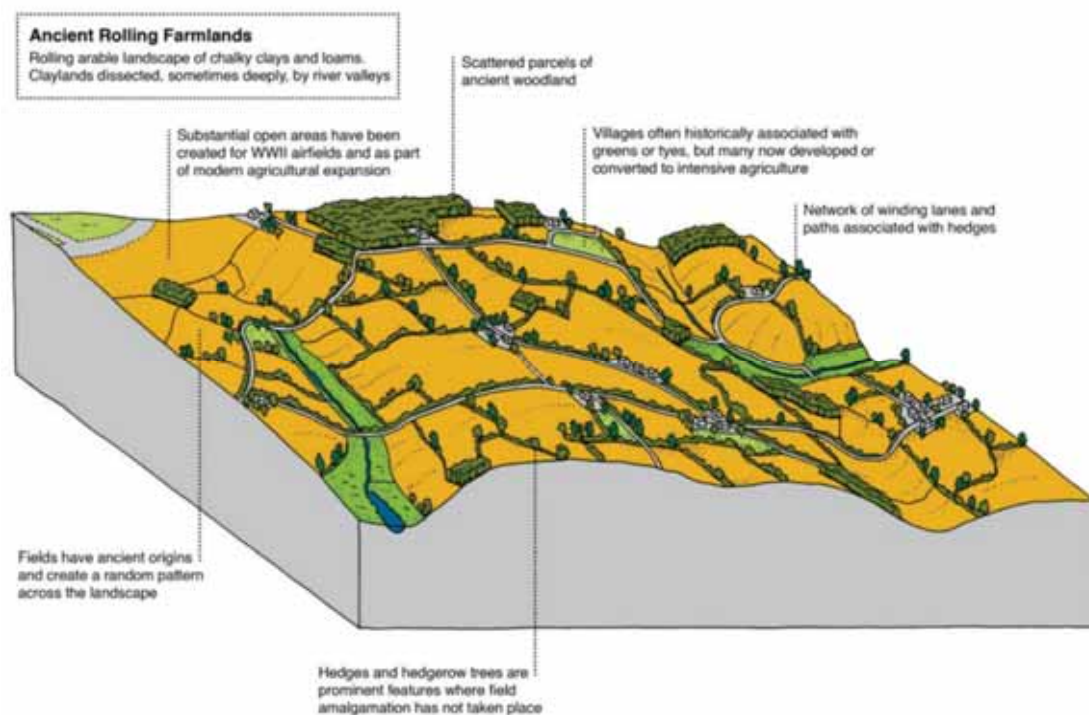 Ancient Rolling Farmlands
Rolling arable landscape of chalky clays and loams.
Claylands dissected, sometimes deeply, by river valleys
Scattered parcels of
ancient woodland
Substantial open areas have been
created for WWII airfields and as part
of modern agricultural expansion
Villages often historically associated with
greens or tyes, but many now developed or
converted to intensive agriculture
Network of winding lanes and
paths associated with hedges
Fields have ancient origins
and create a random pattern
across the landscape
Hedges and hedgerow trees are
prominent features where field
amalgamation has not taken place